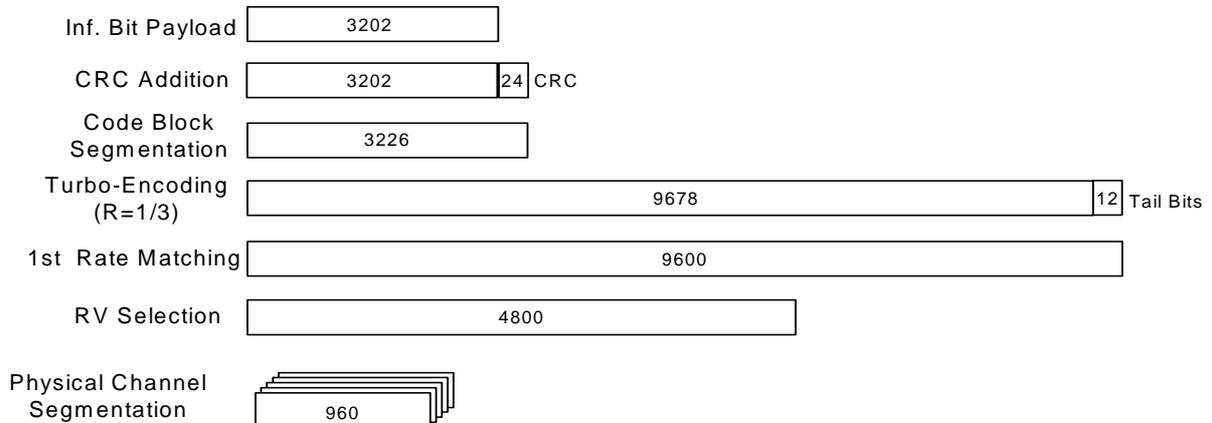 Inf. Bit Payload 3202
CRC Addition 3202 24 CRC
Code Block
Segmentation 3226
Turbo-Encoding
(R=1/3) 9678 12 Tail Bits
1st Rate Matching 9600
RV Selection 4800
Physical Channel
Segmentation 960